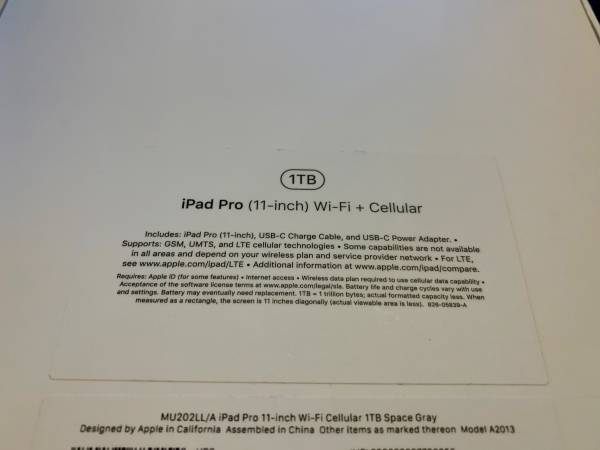 1TB
iPad Pro (11-inch) Wi-Fi + Cellular
Includes: iPad Pro (11-inch), USB-C Charge Cable, and USB-C Power Adapter. •
Supports: GSM, UMTS, and LTE cellular technologies • Some capabilities are not available
in all areas and depend on your wireless plan and service provider network • For LTE,
see www.apple.com/ipad/LTE • Additional information at www.apple.com/ipad/compare.
Requires: Apple ID (for some features) • Internet access • Wireless data plan required to use cellular data capability •
Acceptance of the software license terms at www.apple.com/legal/sla. Battery life and charge cycles vary with use
and settings. Battery may eventually need replacement. 1TB = 1 trillion bytes; actual formatted capacity less. When
measured as a rectangle, the screen is 11 inches diagonally (actual viewable area is less). 826-05839-A
MU202LL/A iPad Pro 11-inch Wi-Fi Cellular 1TB Space Gray
Designed by Apple in California Assembled in China Other items as marked thereon Model A2013